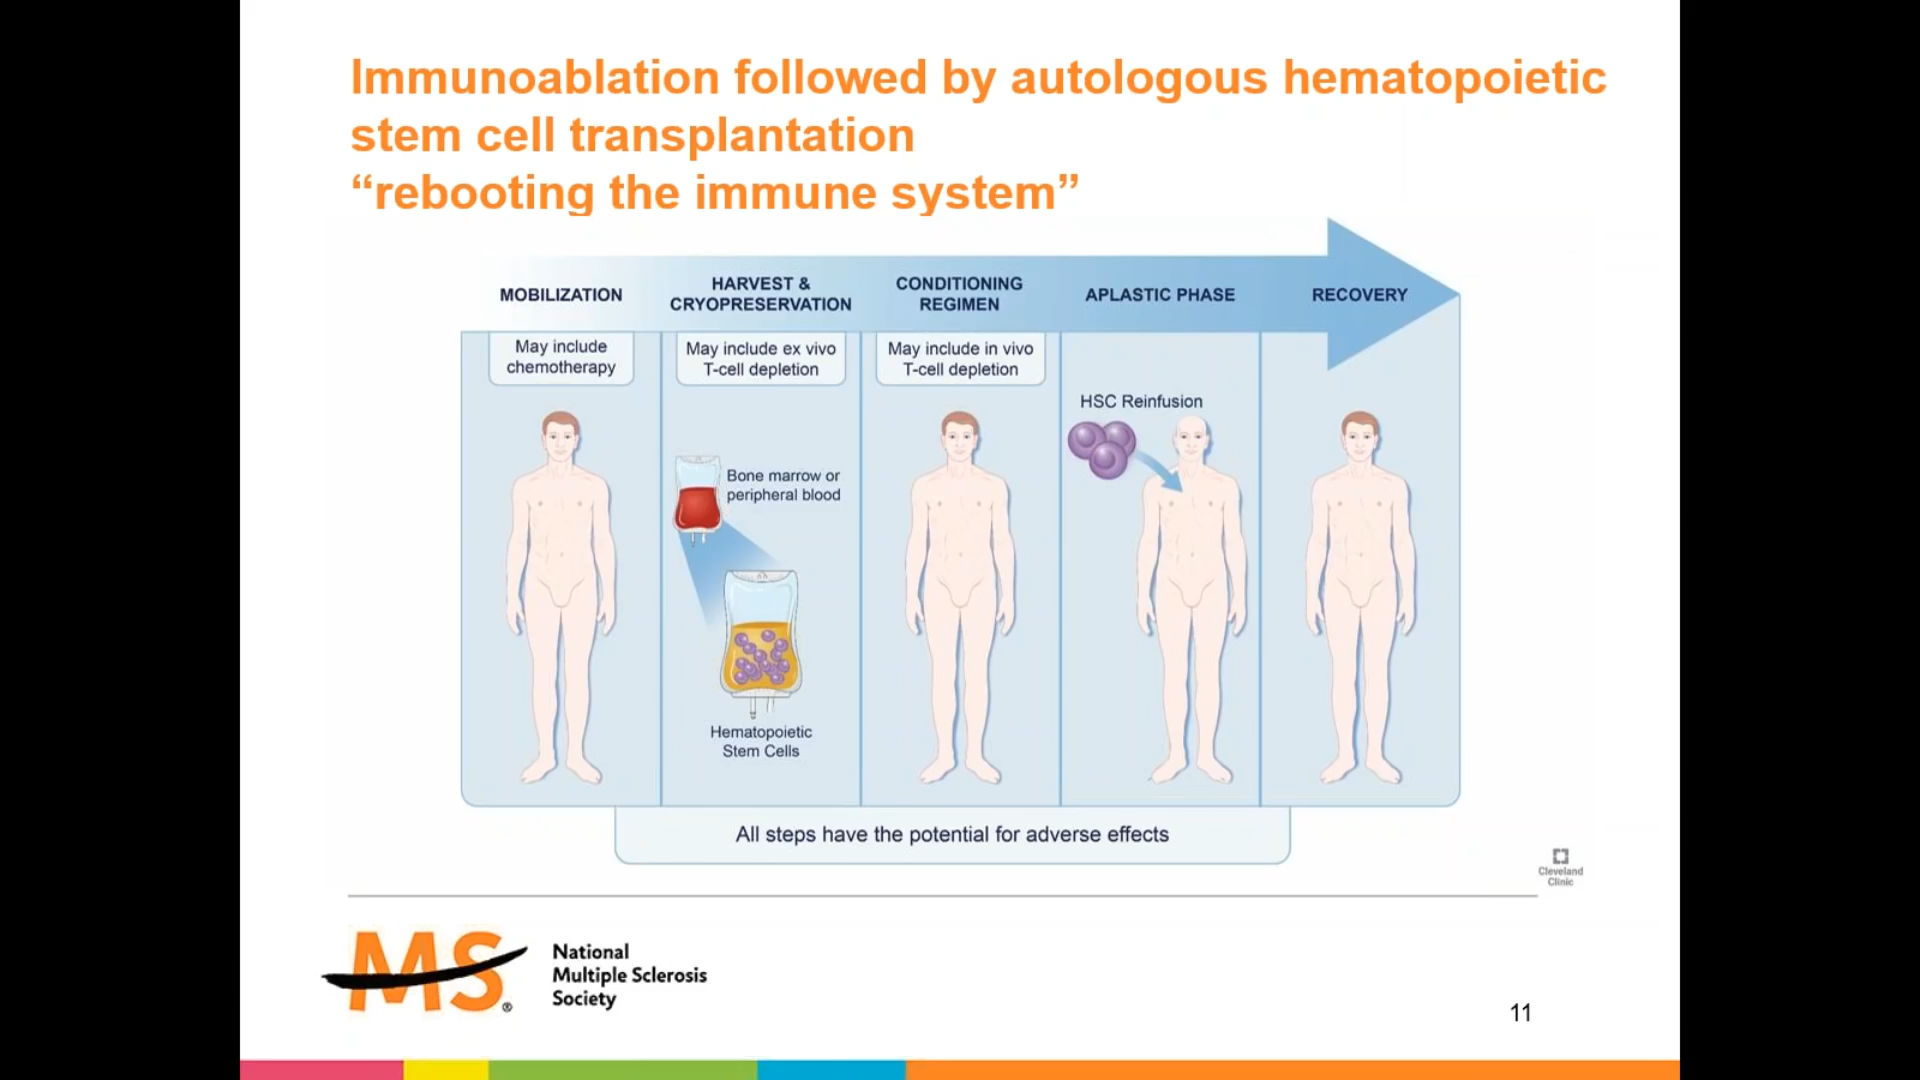 Immunoablation followed by autologous hematopoietic
stem cell transplantation
“rebooting the immune system”
MOBILIZATION
HARVEST &
CRYOPRESERVATION
CONDITIONING
REGIMEN
APLASTIC PHASE
RECOVERY
May include
chemotherapy
May include ex vivo
T-cell depletion
May include in vivo
T-cell depletion
HSC Reinfusion
Bone marrow or
peripheral blood
Hematopoietic
Stem Cells
All steps have the potential for adverse effects
Cleveland
Clinic
MS®
National
Multiple Sclerosis
Society
11